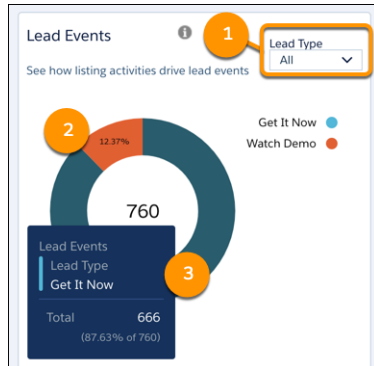 Lead Events
i
1
Lead Type
All
See how listing activities drive lead events
Get It Now
Watch Demo
2
12.37%
760
Lead Events
Lead Type
Get It Now
3
Total 666
(87.63% of 760)